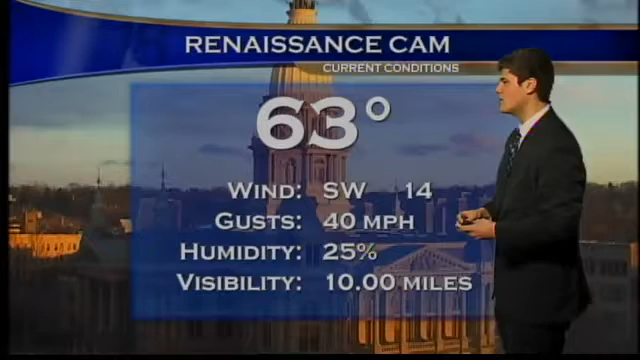 RENAISSANCE CAM
CURRENT CONDITIONS
63°
WIND: SW 14
GUSTS: 40 MPH
HUMIDITY: 25%
VISIBILITY: 10.00 MILES